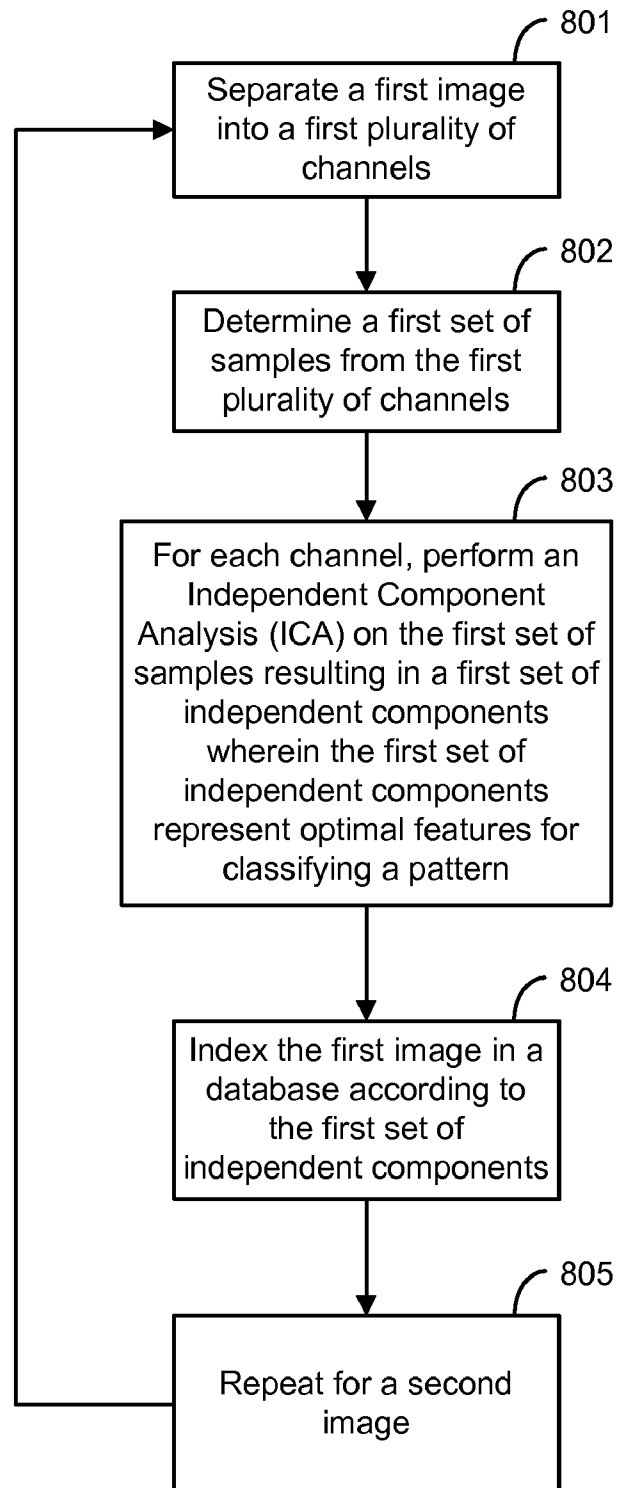 801
Separate a first image
into a first plurality of
channels
802
Determine a first set of
samples from the first
plurality of channels
803
For each channel, perform an
Independent Component
Analysis (ICA) on the first set of
samples resulting in a first set of
independent components
wherein the first set of
independent components
represent optimal features for
classifying a pattern
804
Index the first image in a
database according to
the first set of
independent components
805
Repeat for a second
image